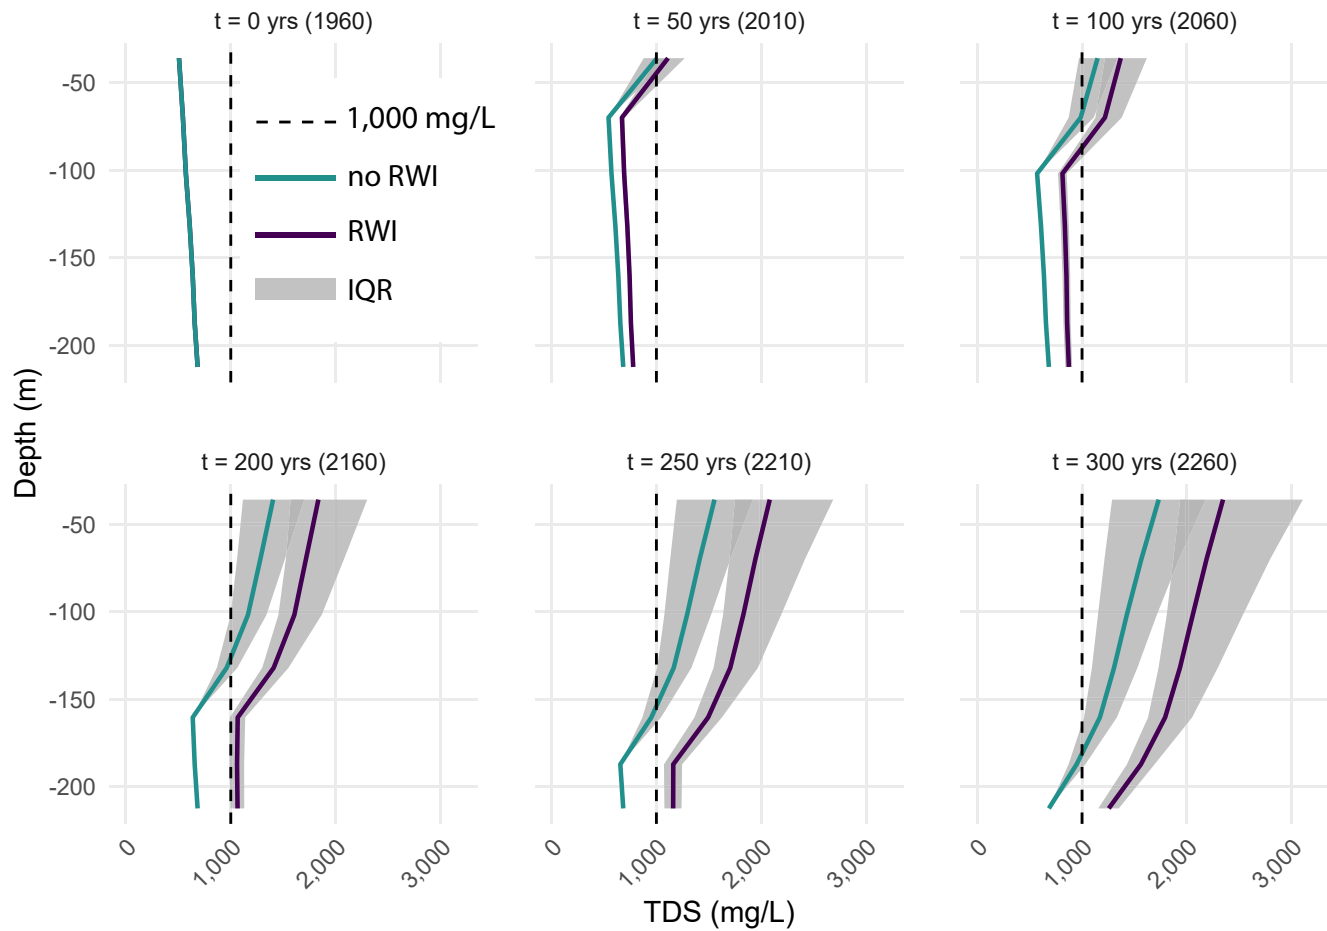 t = 0 yrs (1960)
t = 50 yrs (2010)
t = 100 yrs (2060)
-50
-100
-150
-200
1,000 mg/L
no RWI
RWI
IQR
Depth (m)
t = 200 yrs (2160)
t = 250 yrs (2210)
t = 300 yrs (2260)
-50
-100
-150
-200
0
1,000
2,000
3,000
0
1,000
2,000
3,000
0
1,000
2,000
3,000
TDS (mg/L)